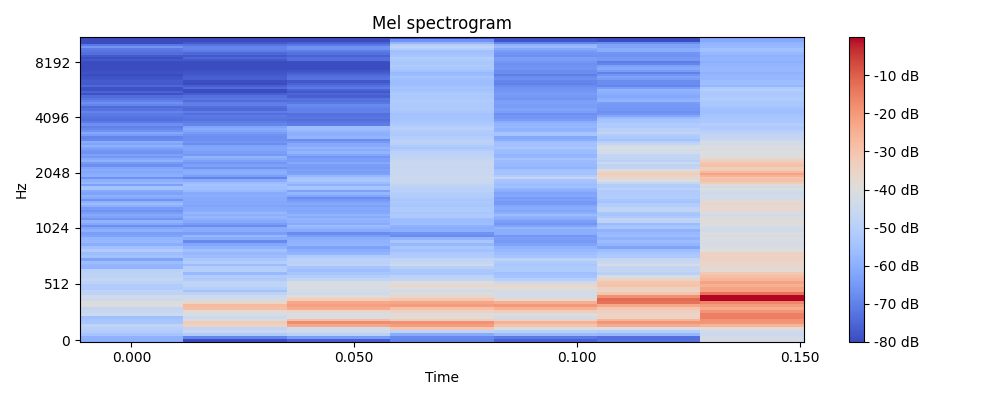 Mel spectrogram
8192
4096
2048
1024
512
0
Hz
0.000
0.050
0.100
0.150
Time
-10 dB
-20 dB
-30 dB
-40 dB
-50 dB
-60 dB
-70 dB
-80 dB